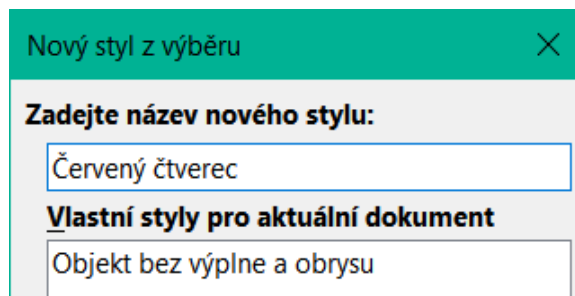 Nový styl z výběru
Zadejte název nového stylu:
Červený čtverec
Vlastní styly pro aktuální dokument
Objekt bez výplne a obrysu